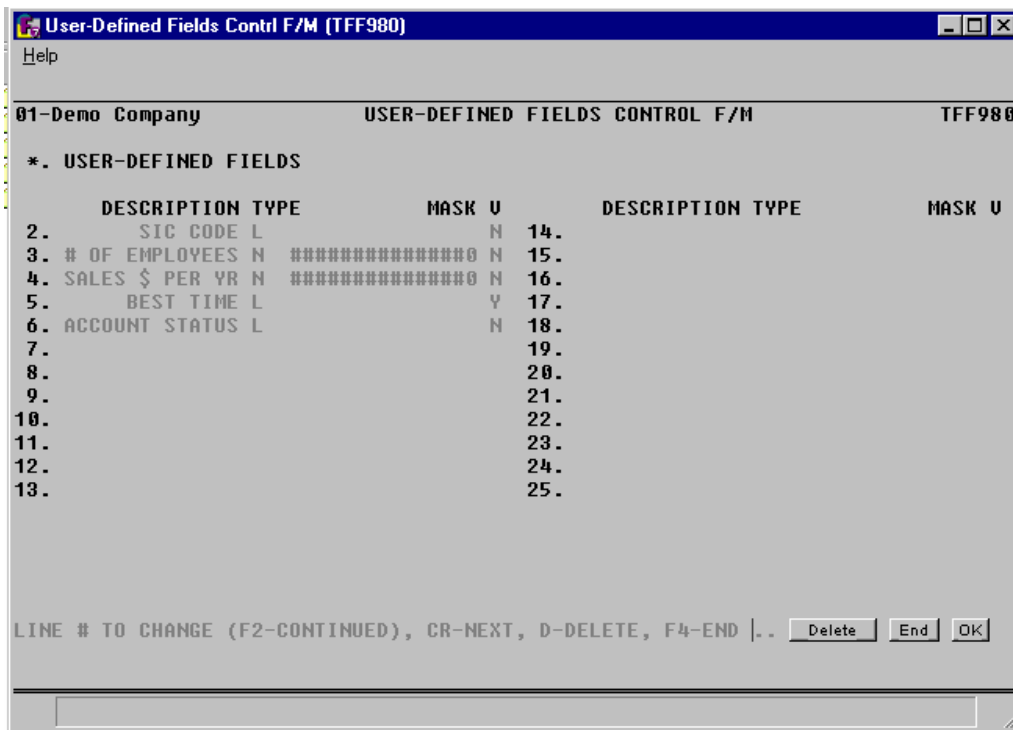 User-Defined Fields Contrl F/M (TFF980)
Help
01-Demo Company USER-DEFINED FIELDS CONTROL F/M TFF980
*. USER-DEFINED FIELDS
DESCRIPTION TYPE MASK V DESCRIPTION TYPE MASK V
2. SIC CODE L N 14.
3. # OF EMPLOYEES N ##############0 N 15.
4. SALES $ PER YR N ##############0 N 16.
5. BEST TIME L Y 17.
6. ACCOUNT STATUS L N 18.
7. 19.
8. 20.
9. 21.
10. 22.
11. 23.
12. 24.
13. 25.
LINE # TO CHANGE (F2-CONTINUED), CR-NEXT, D-DELETE, F4-END .. Delete End OK